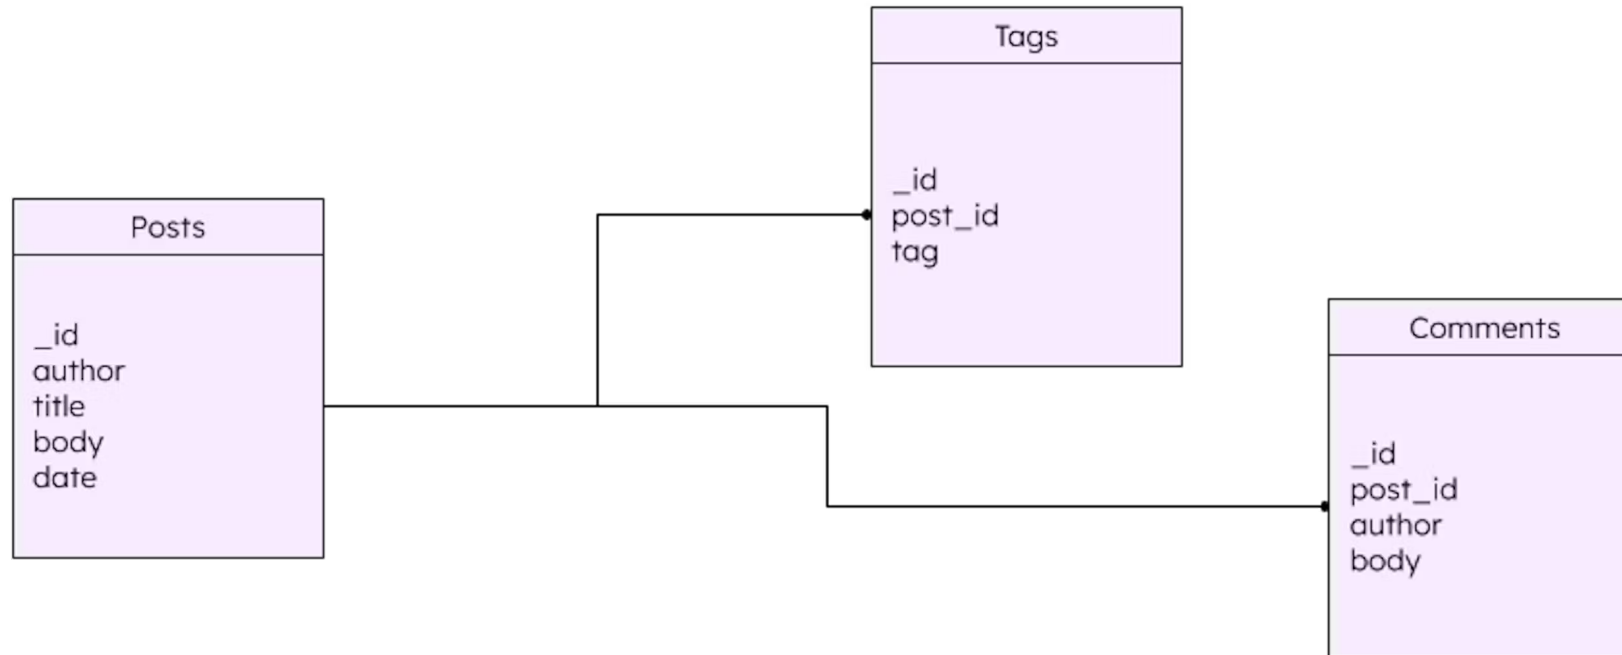 Posts
_id
author
title
body
date
Tags
_id
post_id
tag
Comments
_id
post_id
author
body